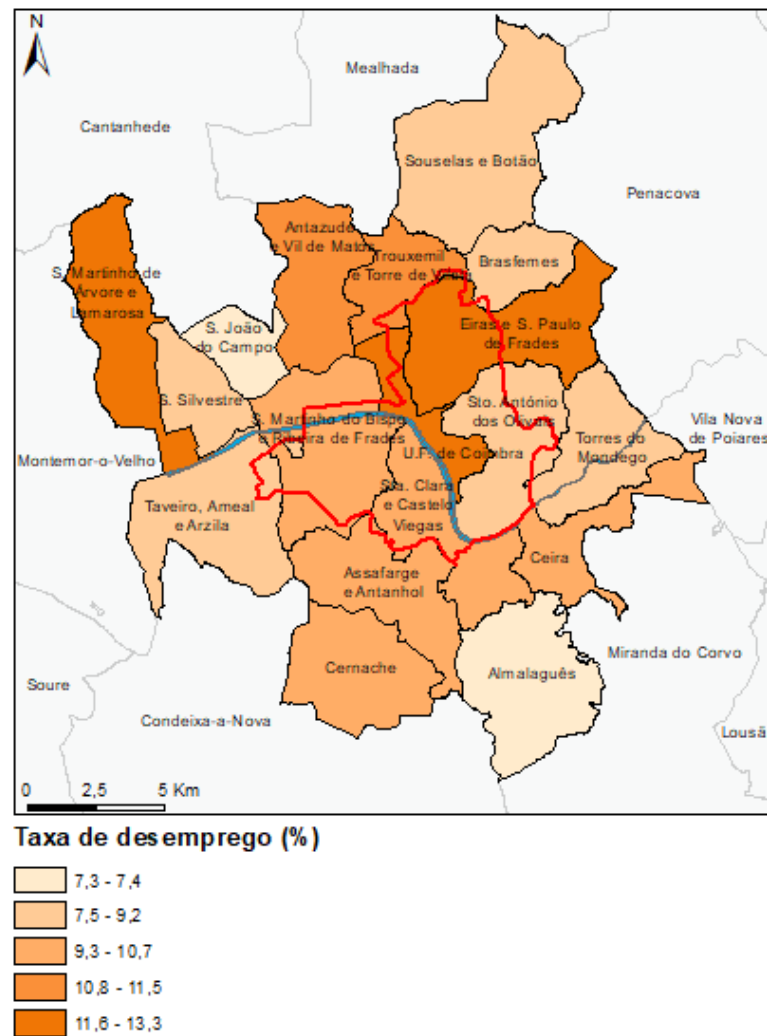 N
Mealhada
Cantanhede
Souselas e Botão
Penacova
Antazude
e Vil de Matos
Trouxemil
e Torre de Vilela
Brasfemes
S. Martinho de
Árvore e
Lamarosa
S. João
do Campo
Eiras e S. Paulo
de Frades
S. Silvestre
Sto. António
dos Olivais
S. Martinho do Bispo
e Ribeira de Frades
Vila Nova
de Poiares
Torres do
Mondego
U.F. de Coimbra
Montemor-o-Velho
Sta. Clara
e Castelo
Viegas
Taveiro, Ameal
e Arzila
Ceira
Assafarge
e Antanhol
Miranda do Corvo
Cernache
Almalaguês
Soure
Condeixa-a-Nova
Lousã
0 2,5 5 Km
Taxa de desemprego (%)
7,3 - 7,4
7,5 - 9,2
9,3 - 10,7
10,8 - 11,5
11,6 - 13,3